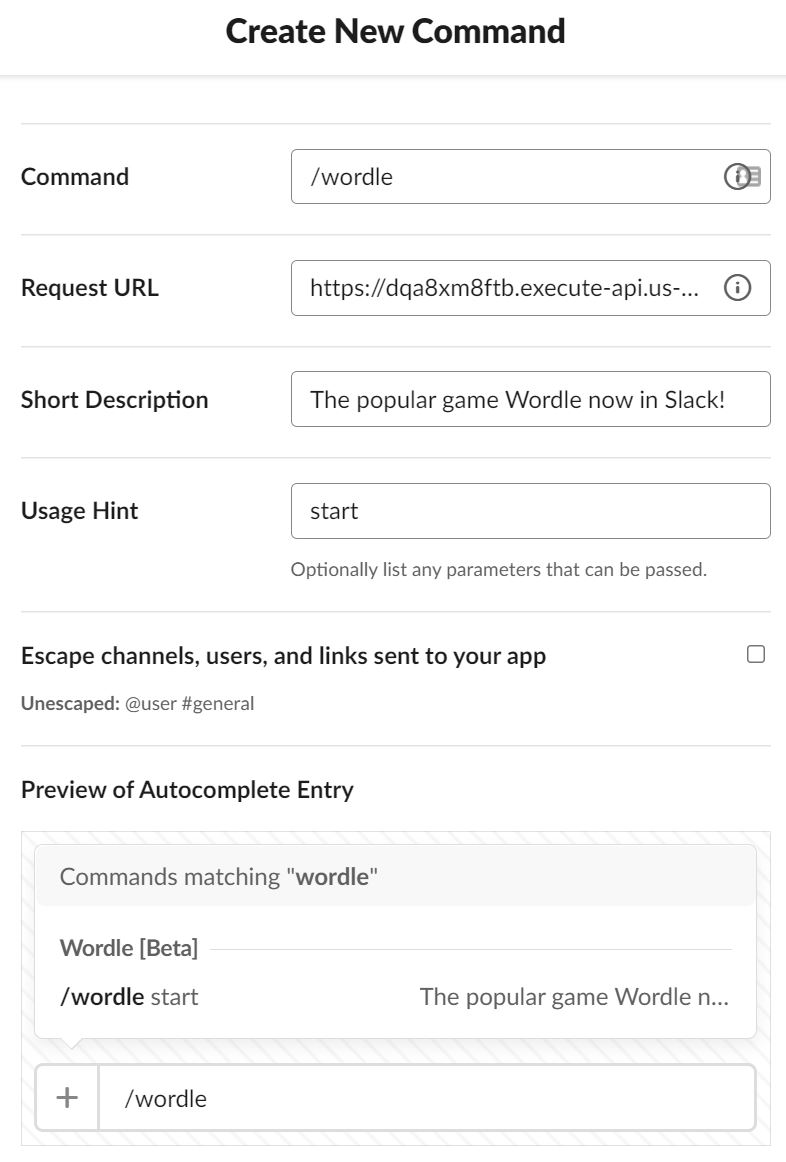 Create New Command
Command
/wordle
Request URL
https://dqa8xm8ftb.execute-api.us-...
Short Description
The popular game Wordle now in Slack!
Usage Hint
start
Optionally list any parameters that can be passed.
Escape channels, users, and links sent to your app
Unescaped: @user #general
Preview of Autocomplete Entry
Commands matching "wordle"
Wordle [Beta]
/wordle start The popular game Wordle n...
+ /wordle